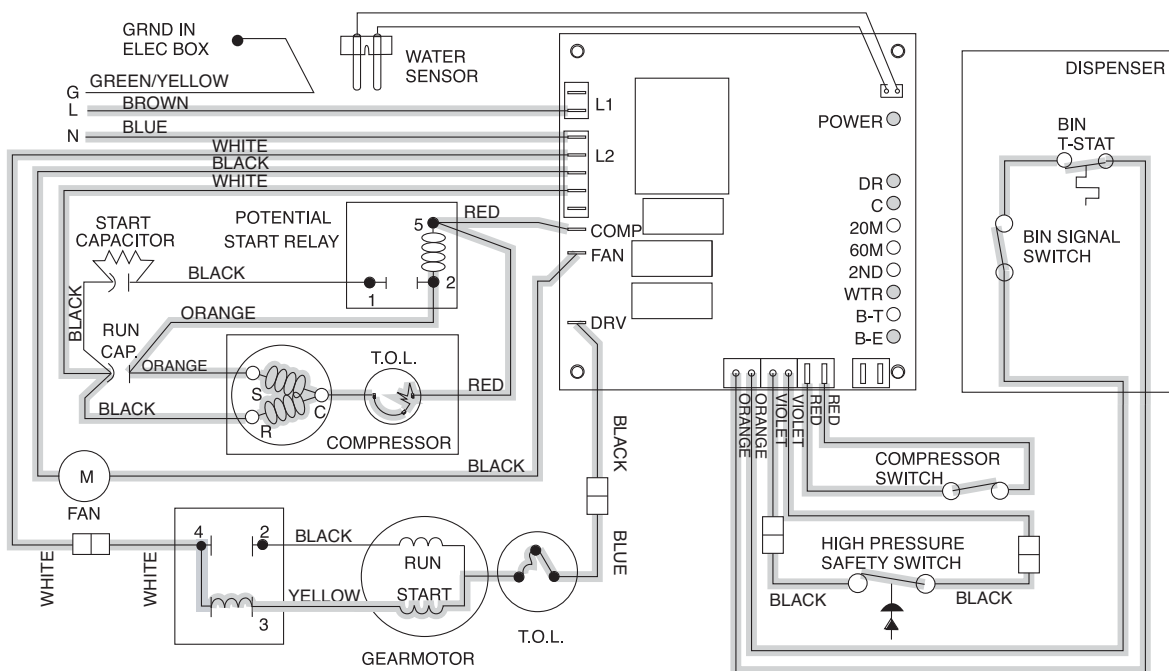 GRND IN
ELEC BOX
WATER
SENSOR
DISPENSER
G GREEN/YELLOW
L BROWN
L1
POWER
N BLUE
BIN
T-STAT
WHITE
L2
BLACK
WHITE
DR
C
START
CAPACITOR
POTENTIAL
START RELAY
5
RED
COMP
20M
BIN SIGNAL
SWITCH
FAN
60M
2ND
BLACK
1
2
WTR
BLACK
ORANGE
DRV
B-T
RUN
CAP.
B-E
ORANGE
T.O.L.
S
C
RED
R
BLACK
COMPRESSOR
ORANGE
ORANGE
VIOLET
VIOLET
RED
RED
BLACK
M
FAN
BLACK
COMPRESSOR
SWITCH
4
2
BLACK
RUN
BLUE
HIGH PRESSURE
SAFETY SWITCH
WHITE
WHITE
YELLOW
START
3
BLACK
BLACK
T.O.L.
GEARMOTOR